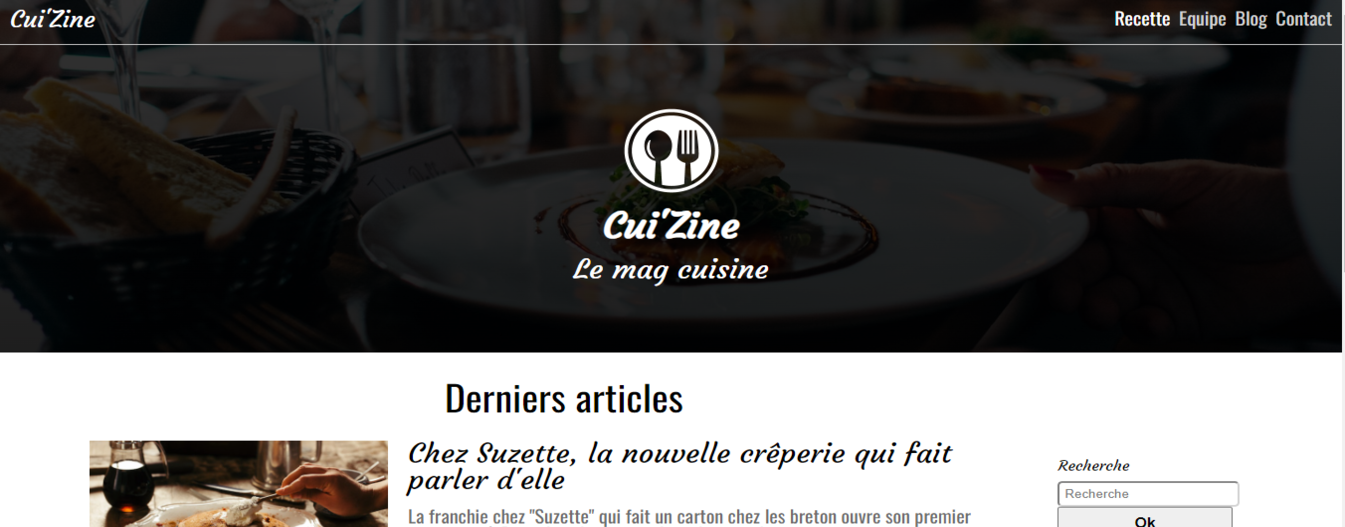 Cui'Zine
Recette Equipe Blog Contact
Cui'Zine
Le mag cuisine
Derniers articles
Chez Suzette, la nouvelle crêperie qui fait
parler d'elle
La franchie chez "Suzette" qui fait un carton chez les breton ouvre son premier
Recherche
Recherche
Ok